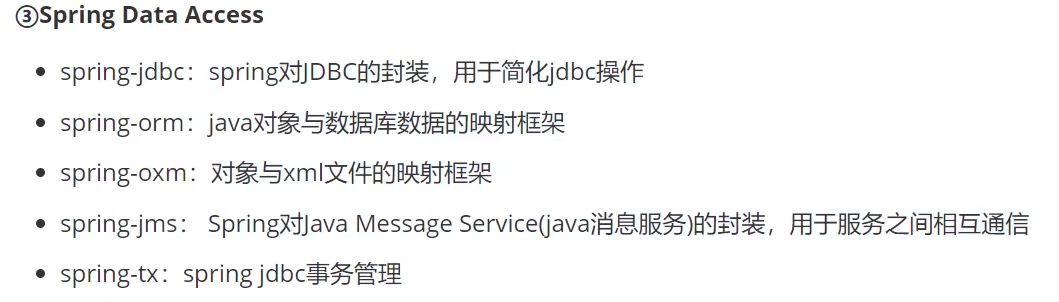 ③Spring Data Access
• spring-jdbc：spring对JDBC的封装，用于简化jdbc操作
• spring-orm：java对象与数据库数据的映射框架
• spring-oxm：对象与xml文件的映射框架
• spring-jms： Spring对Java Message Service(java消息服务)的封装，用于服务之间相互通信
• spring-tx：spring jdbc事务管理